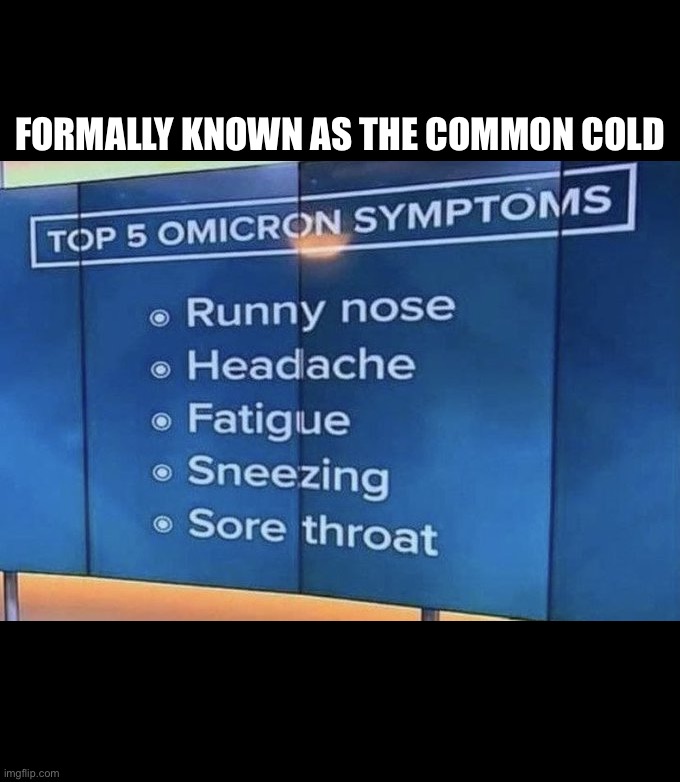 FORMALLY KNOWN AS THE COMMON COLD
TOP 5 OMICRON SYMPTOMS
Runny nose
Headache
Fatigue
Sneezing
Sore throat
imgflip.com